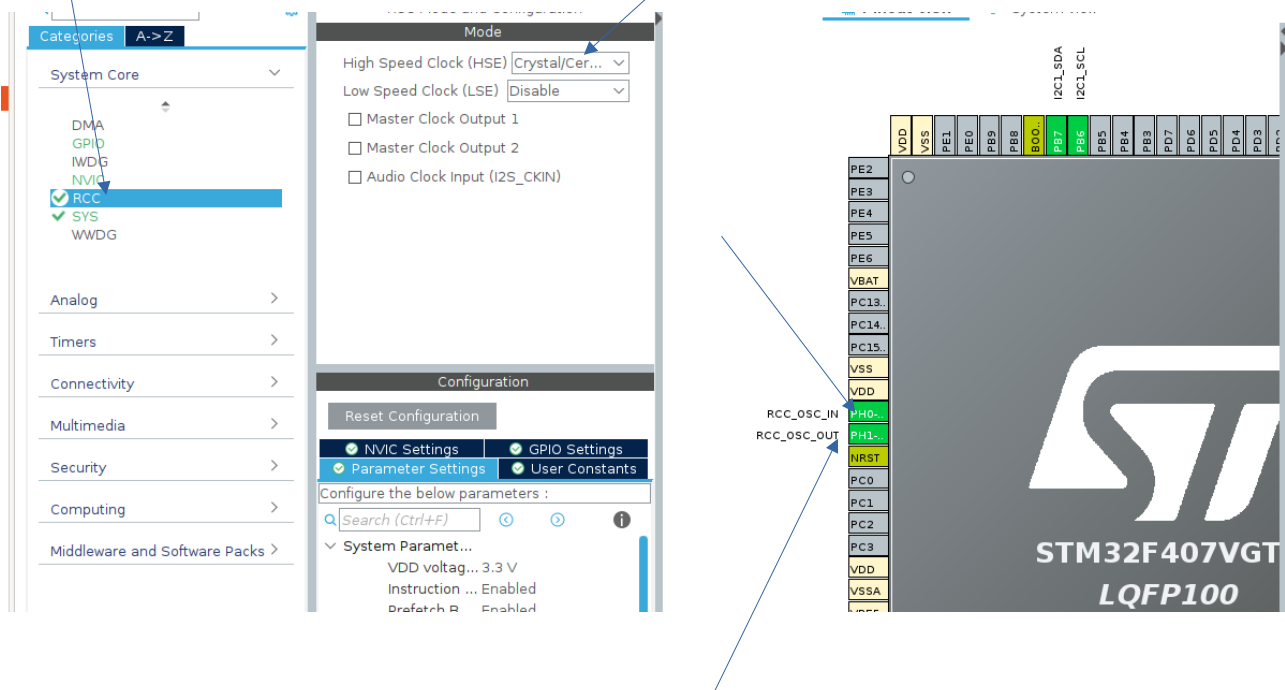 Categories
A->Z
System Core
DMA
GPIO
IWDG
NVIC
RCC
SYS
WWDG
Analog
Timers
Connectivity
Multimedia
Security
Computing
Middleware and Software Packs
Mode
High Speed Clock (HSE) Crystal/Cer...
Low Speed Clock (LSE) Disable
Master Clock Output 1
Master Clock Output 2
Audio Clock Input (I2S_CKIN)
Configuration
Reset Configuration
NVIC Settings
GPIO Settings
Parameter Settings
User Constants
Configure the below parameters :
Search (Ctrl+F)
System Paramet...
VDD voltag... 3.3 V
Instruction ... Enabled
Prefetch B... Enabled
I2C1_SDA
I2C1_SCL
VDD
VSS
PE1
PE0
PB9
PB8
BOO..
PB7
PB6
PB5
PB4
PB3
PD7
PD6
PD5
PD4
PD3
PE2
PE3
PE4
PE5
PE6
VBAT
PC13..
PC14..
PC15..
VSS
VDD
RCC_OSC_IN PH0-..
RCC_OSC_OUT PH1-..
NRST
PC0
PC1
PC2
PC3
VDD
VSSA
STM32F407VGT
LQFP100